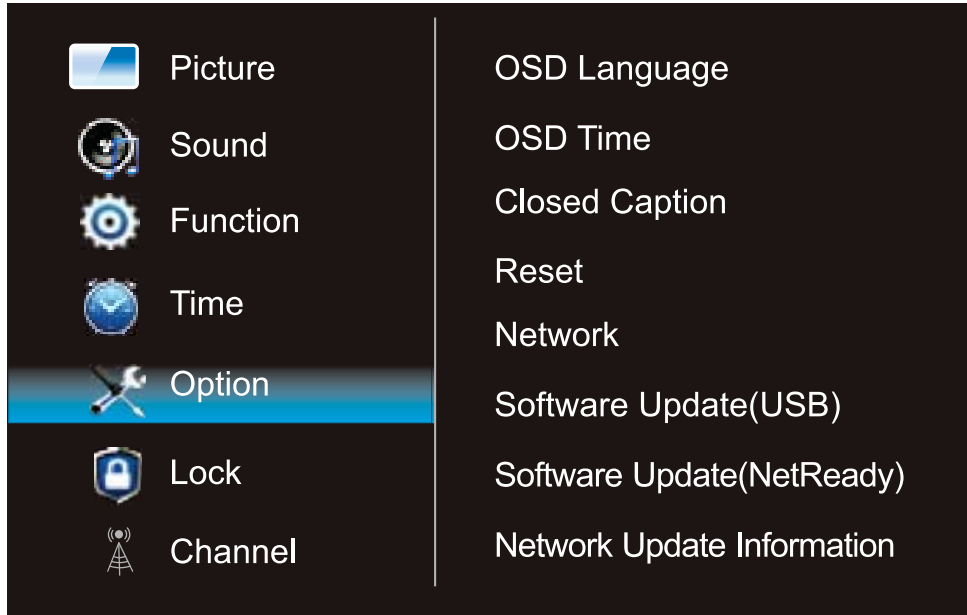 Picture
Sound
Function
Time
Option
Lock
Channel
OSD Language
OSD Time
Closed Caption
Reset
Network
Software Update(USB)
Software Update(NetReady)
Network Update Information